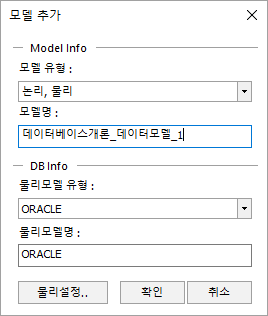 모델 추가
Model Info
모델 유형 :
논리, 물리
모델명 :
데이터베이스개론_데이터모델_1
DB Info
물리모델 유형 :
ORACLE
물리모델명 :
ORACLE
물리설정.. 확인 취소